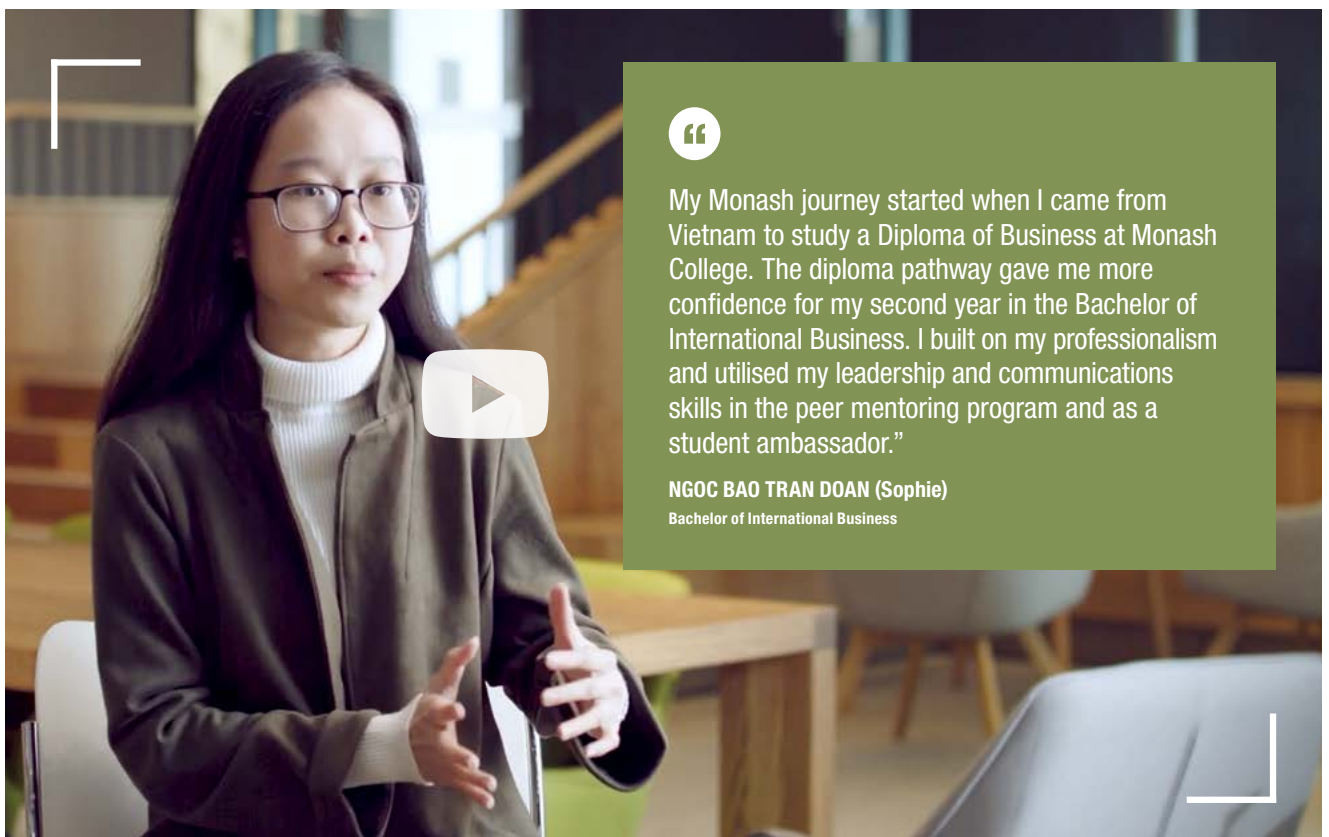 “
My Monash journey started when I came from
Vietnam to study a Diploma of Business at Monash
College. The diploma pathway gave me more
confidence for my second year in the Bachelor of
International Business. I built on my professionalism
and utilised my leadership and communications
skills in the peer mentoring program and as a
student ambassador.”
NGOC BAO TRAN DOAN (Sophie)
Bachelor of International Business